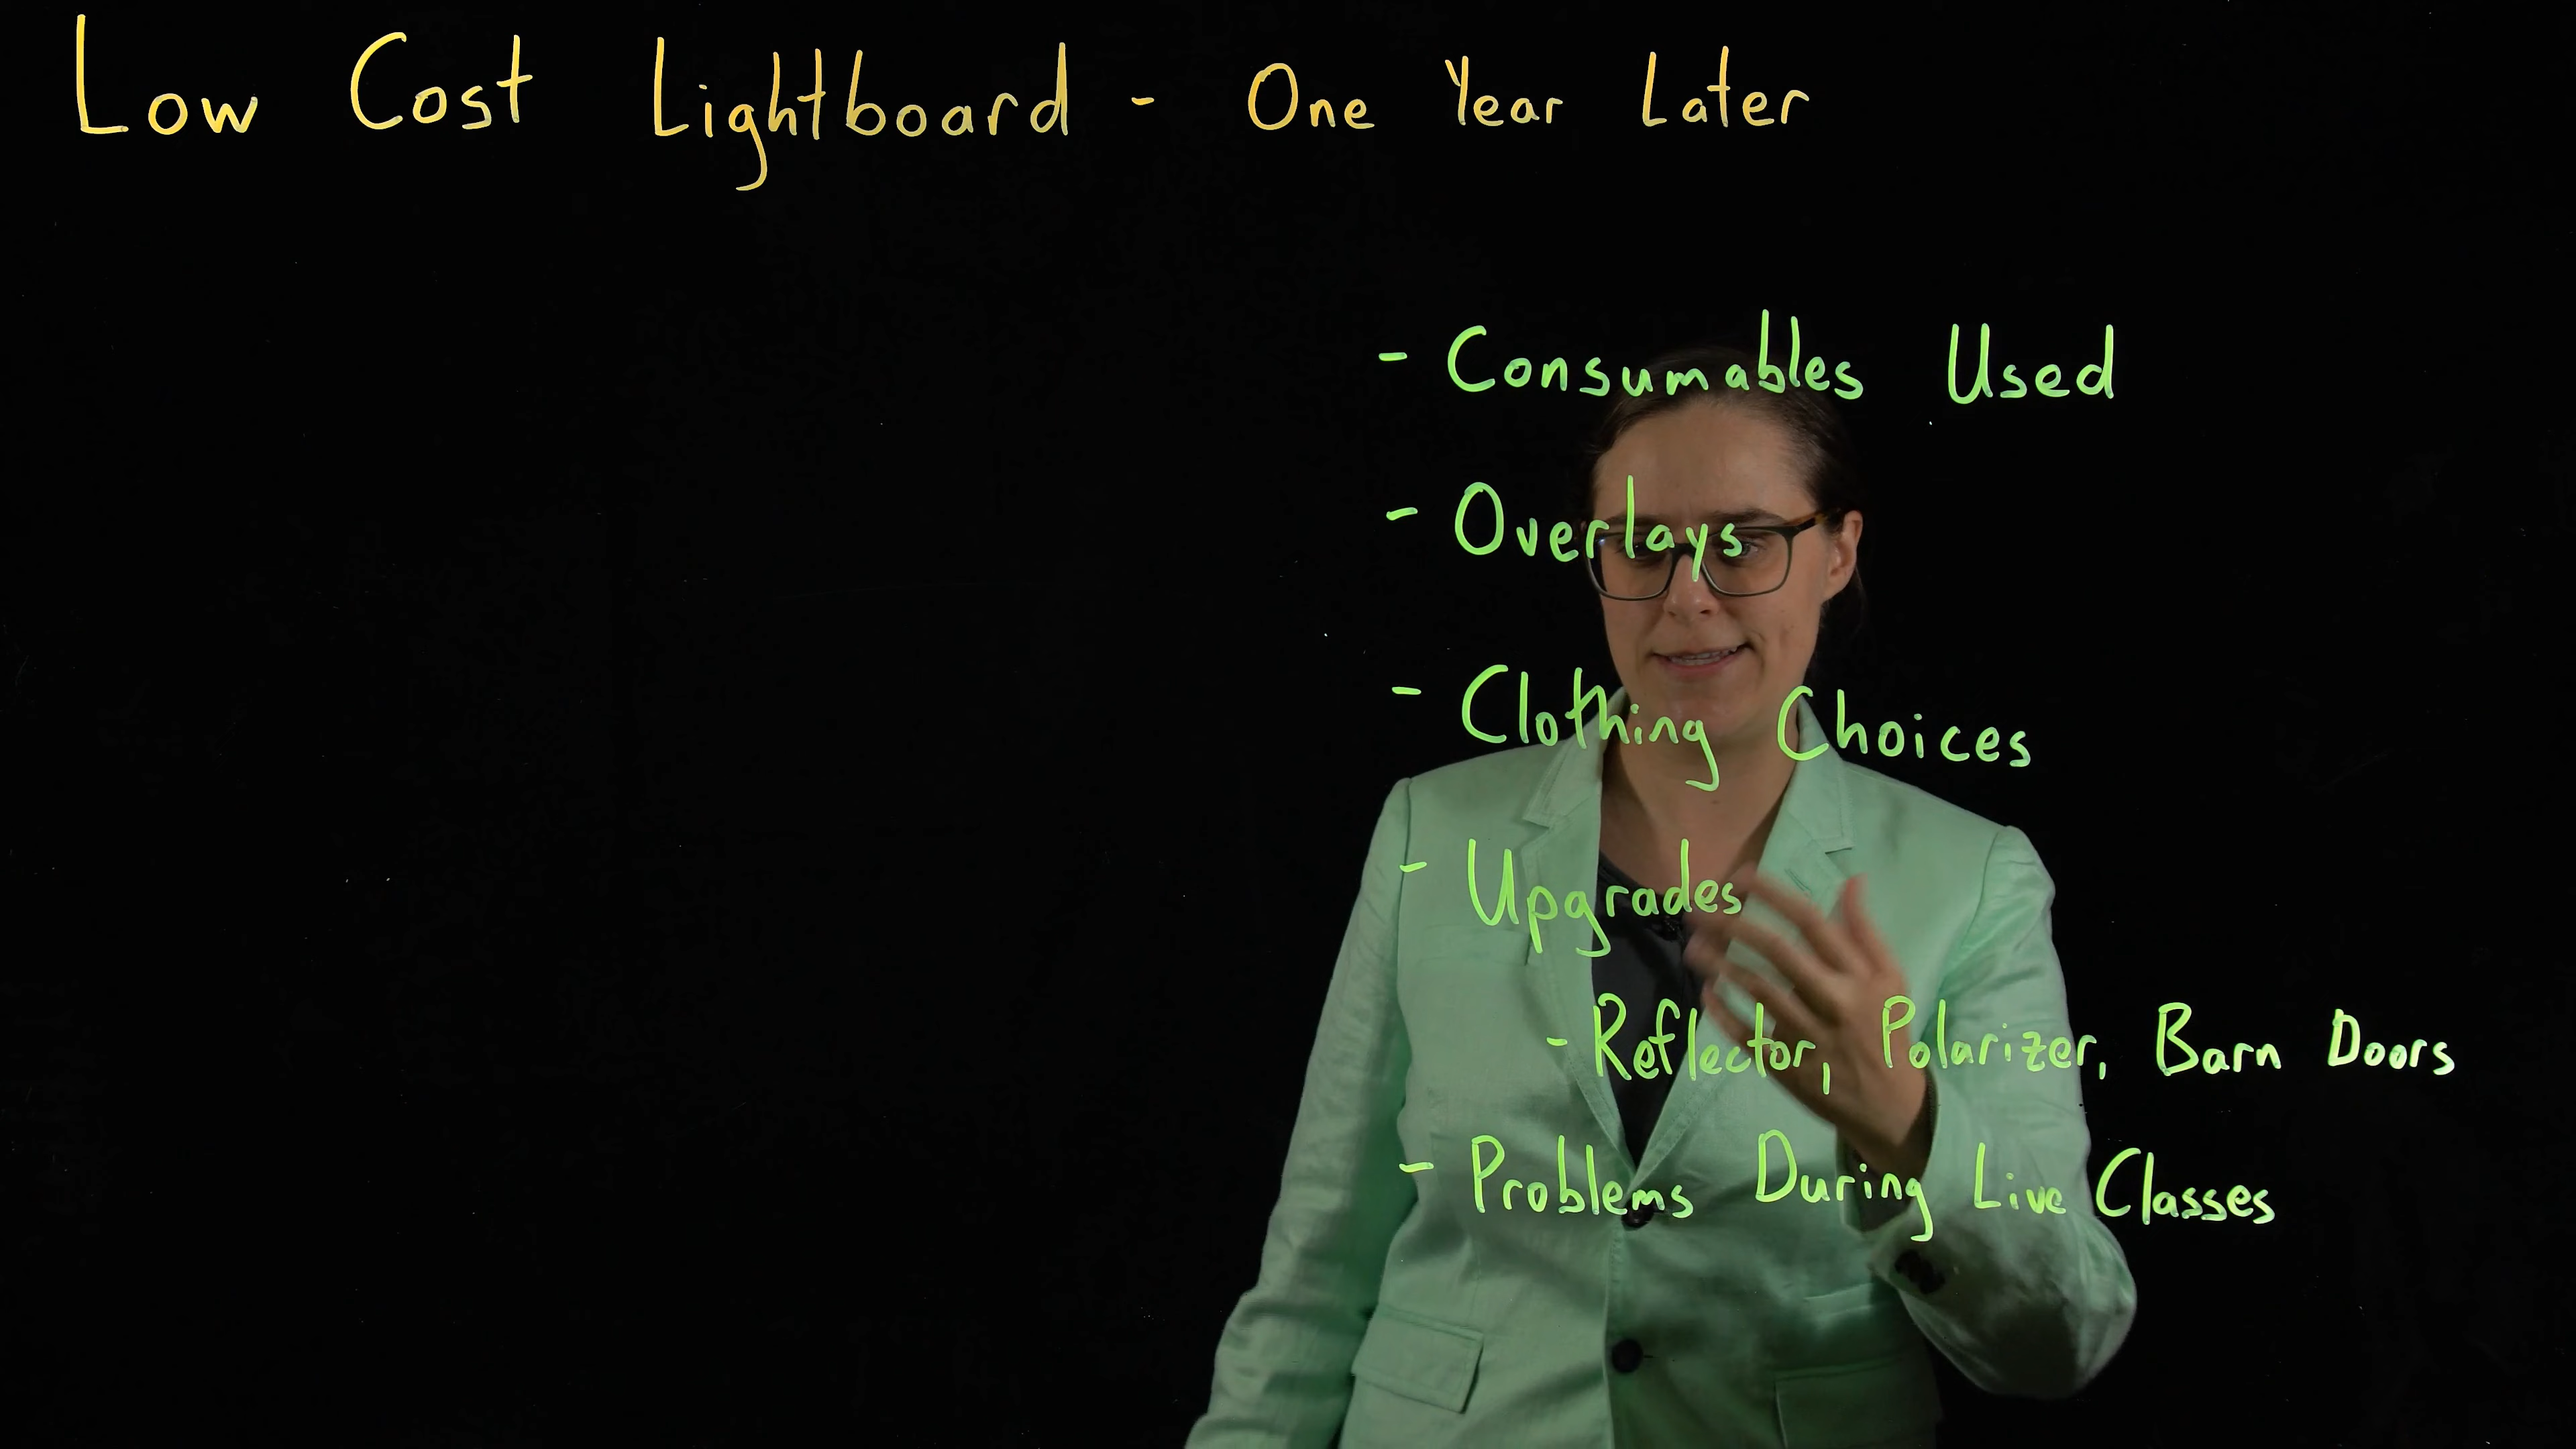 Low Cost Lightboard - One Year Later
- Consumables Used
- Overlays
- Clothing Choices
- Upgrades
- Reflector, Polarizer, Barn Doors
- Problems During Live Classes